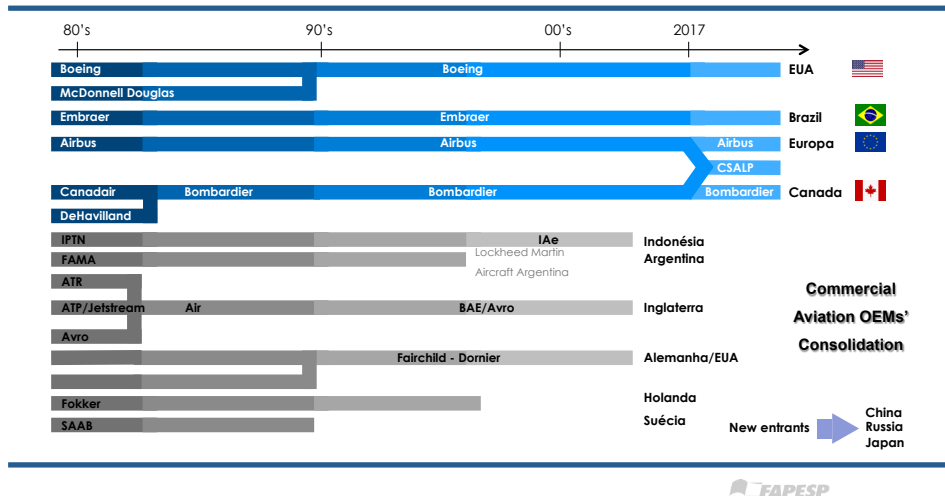 80's 90's 00's 2017
Boeing Boeing EUA
McDonnell Douglas
Embraer Embraer Brazil
Airbus Airbus Airbus Europa
CSALP
Canadair Bombardier Bombardier Bombardier Canada
DeHavilland
IPTN IAe Indonésia
FAMA Lockheed Martin Argentina
Aircraft Argentina
ATR
ATP/Jetstream Air BAE/Avro Inglaterra
Avro
Fairchild - Dornier Alemanha/EUA
Fokker Holanda
SAAB Suécia
Commercial
Aviation OEMs'
Consolidation
New entrants
China
Russia
Japan
FAPESP